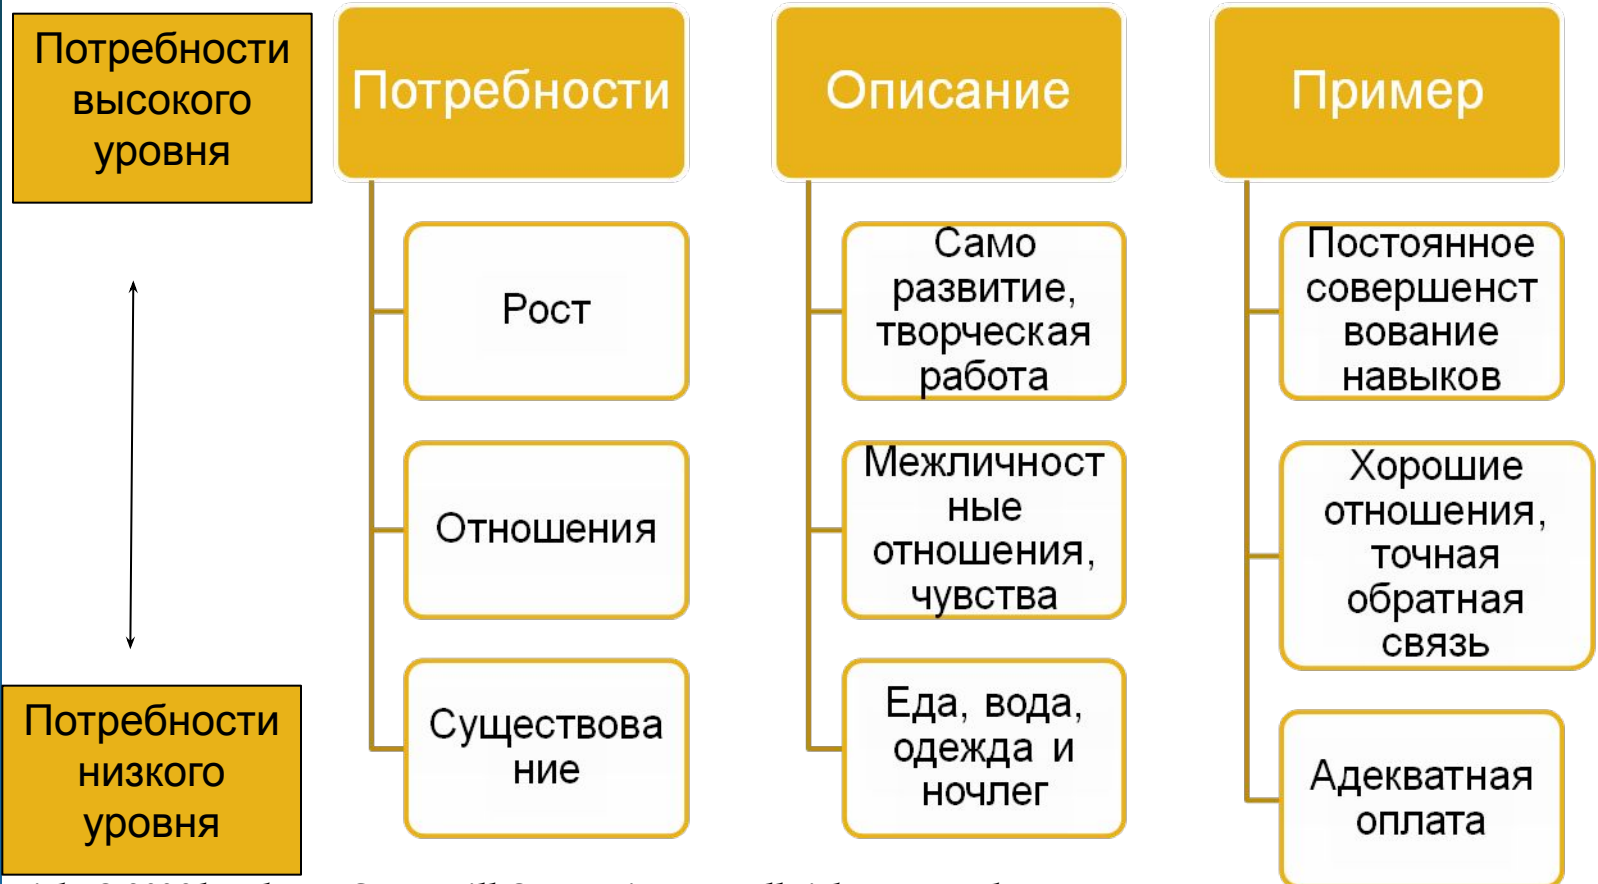 Потребности
высокого
уровня
Потребности
Описание
Пример
Рост
Само
развитие,
творческая
работа
Постоянное
совершенст
вование
навыков
Отношения
Межличност
ные
отношения,
чувства
Хорошие
отношения,
точная
обратная
связь
Существова
ние
Еда, вода,
одежда и
ночлег
Адекватная
оплата
Потребности
низкого
уровня